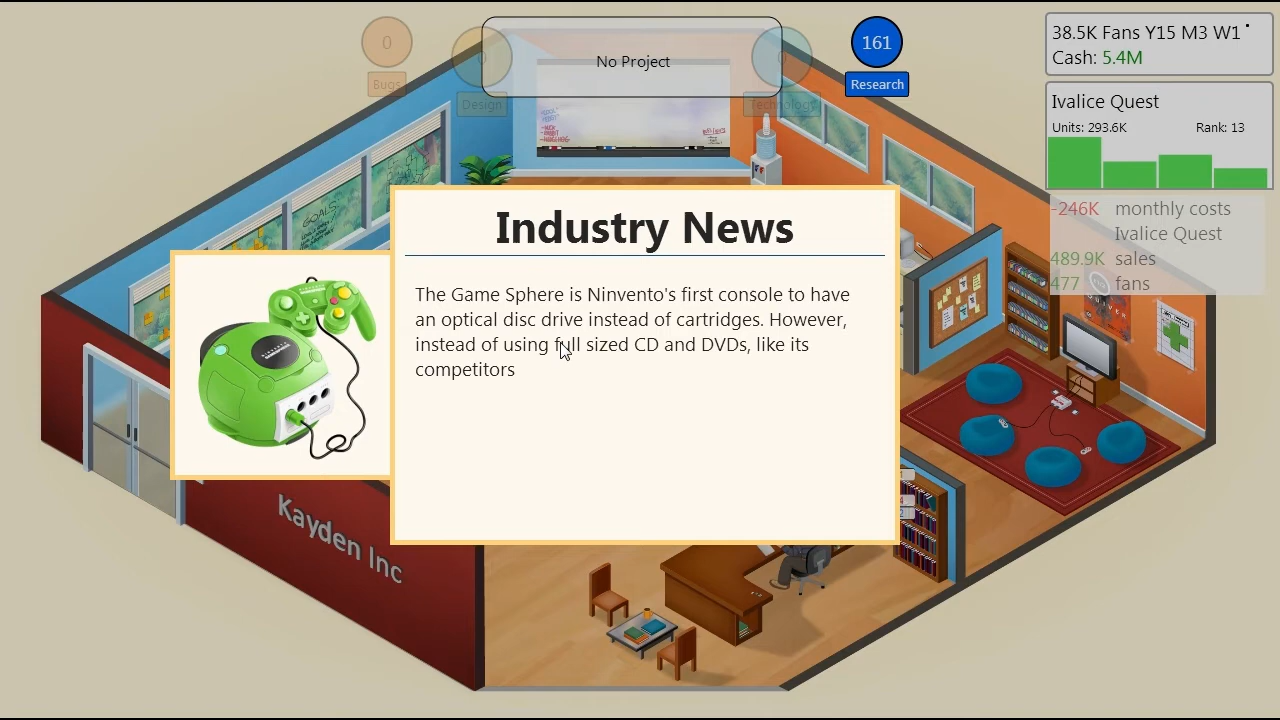 0
Bugs
Design
No Project
Technology
161
Research
38.5K Fans Y15 M3 W1
Cash: 5.4M
Ivalice Quest
Units: 293.6K Rank: 13
-246K monthly costs
Ivalice Quest
489.9K sales
477 fans
GOALS
Industry News
The Game Sphere is Ninvento's first console to have
an optical disc drive instead of cartridges. However,
instead of using full sized CD and DVDs, like its
competitors
Kayden Inc